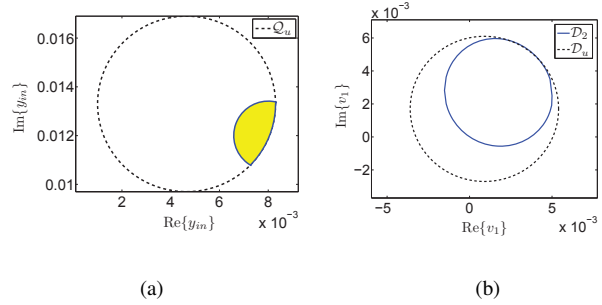 x 10⁻³
0.016
0.014
0.012
0.01
2 4 6 8
x 10⁻³
Im{y_in}
Re{y_in}
Q_u
6
4
2
0
−2
−5 0 5
x 10⁻³
Im{v_1}
Re{v_1}
D_2
D_u
(a)
(b)